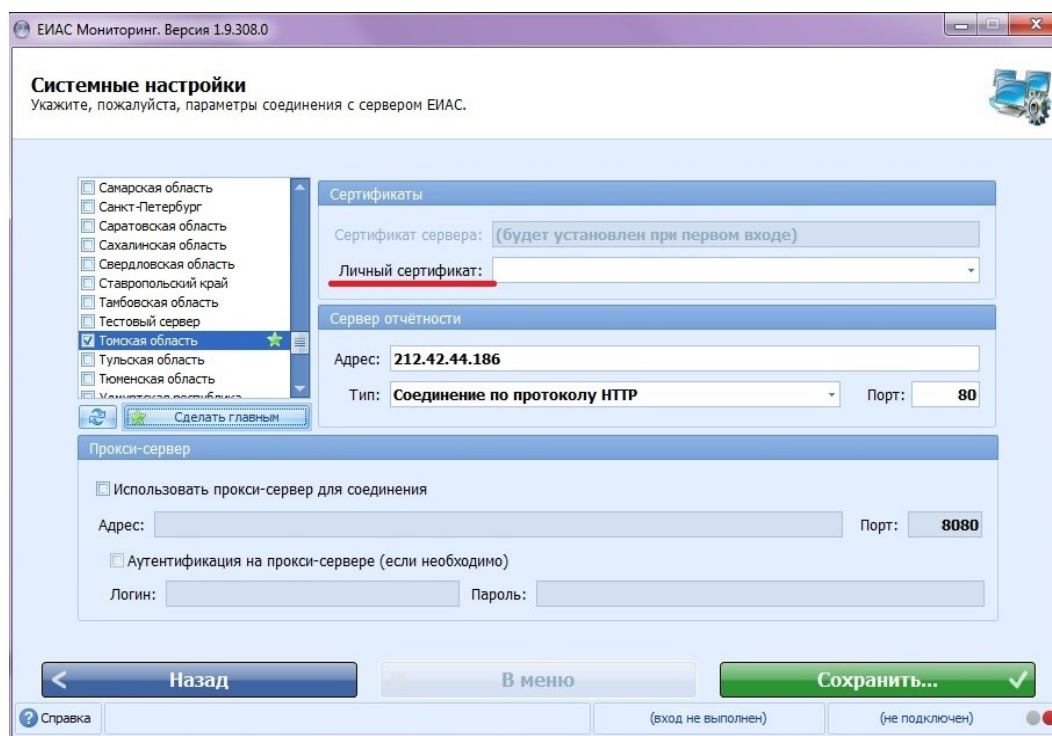 ЕИАС Мониторинг. Версия 1.9.308.0
Системные настройки
Укажите, пожалуйста, параметры соединения с сервером ЕИАС.
Самарская область
Санкт-Петербург
Саратовская область
Сахалинская область
Свердловская область
Ставропольский край
Тамбовская область
Тестовый сервер
Томская область
Тульская область
Тюменская область
Удмуртская республика
Сделать главным
Сертификаты
Сертификат сервера: (будет установлен при первом входе)
Личный сертификат:
Сервер отчётности
Адрес: 212.42.44.186
Тип: Соединение по протоколу HTTP Порт: 80
Прокси-сервер
Использовать прокси-сервер для соединения
Адрес: Порт: 8080
Аутентификация на прокси-сервере (если необходимо)
Логин: Пароль:
Назад В меню Сохранить...
Справка (вход не выполнен) (не подключен)